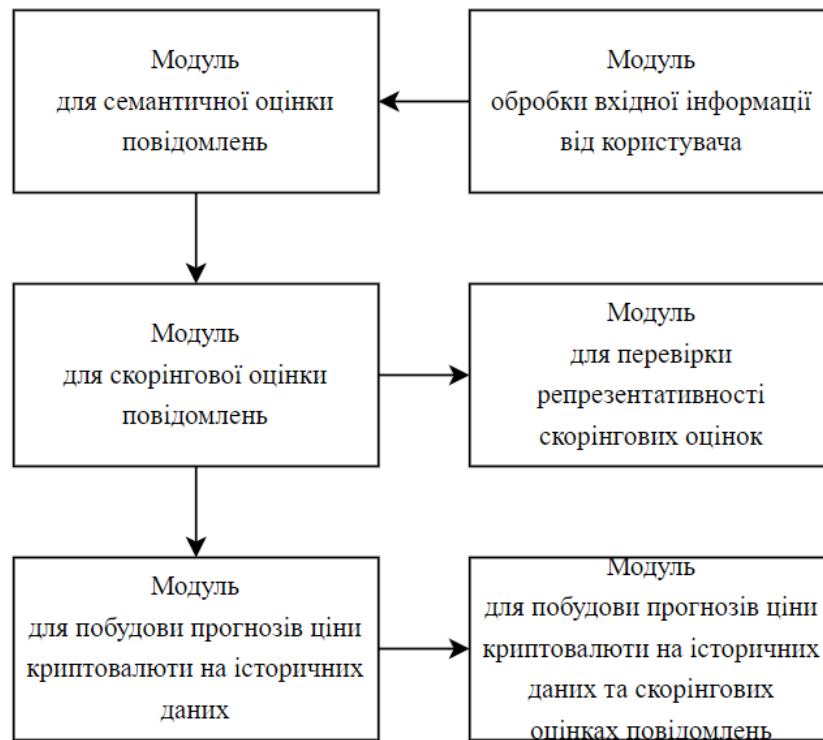 Модуль
для семантичної оцінки
повідомлень
Модуль
обробки вхідної інформації
від користувача
Модуль
для скорінгової оцінки
повідомлень
Модуль
для перевірки
репрезентативності
скорінгових оцінок
Модуль
для побудови прогнозів ціни
криптовалюти на історичних
даних
Модуль
для побудови прогнозів ціни
криптовалюти на історичних
даних та скорінгових
оцінках повідомлень